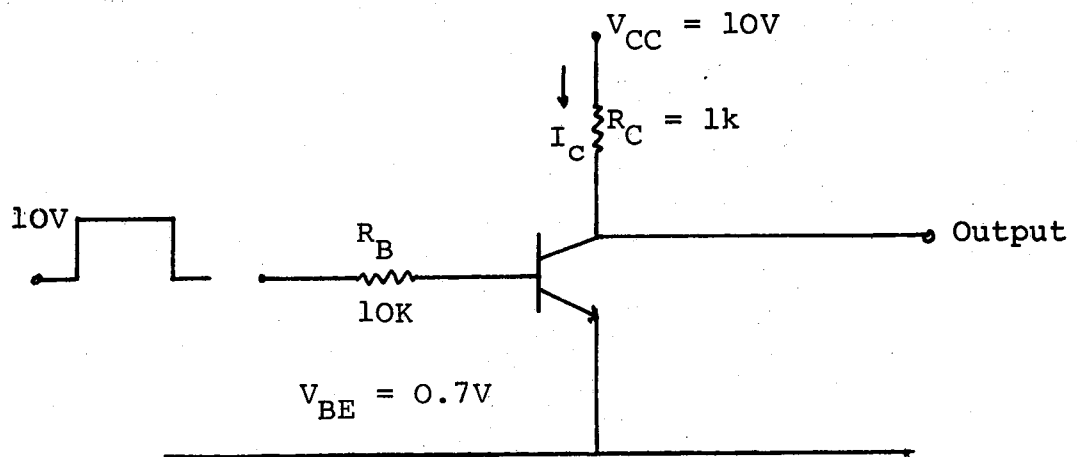 V_CC = 10V
I_c
R_C = 1k
10V
R_B
10K
Output
V_BE = 0.7V